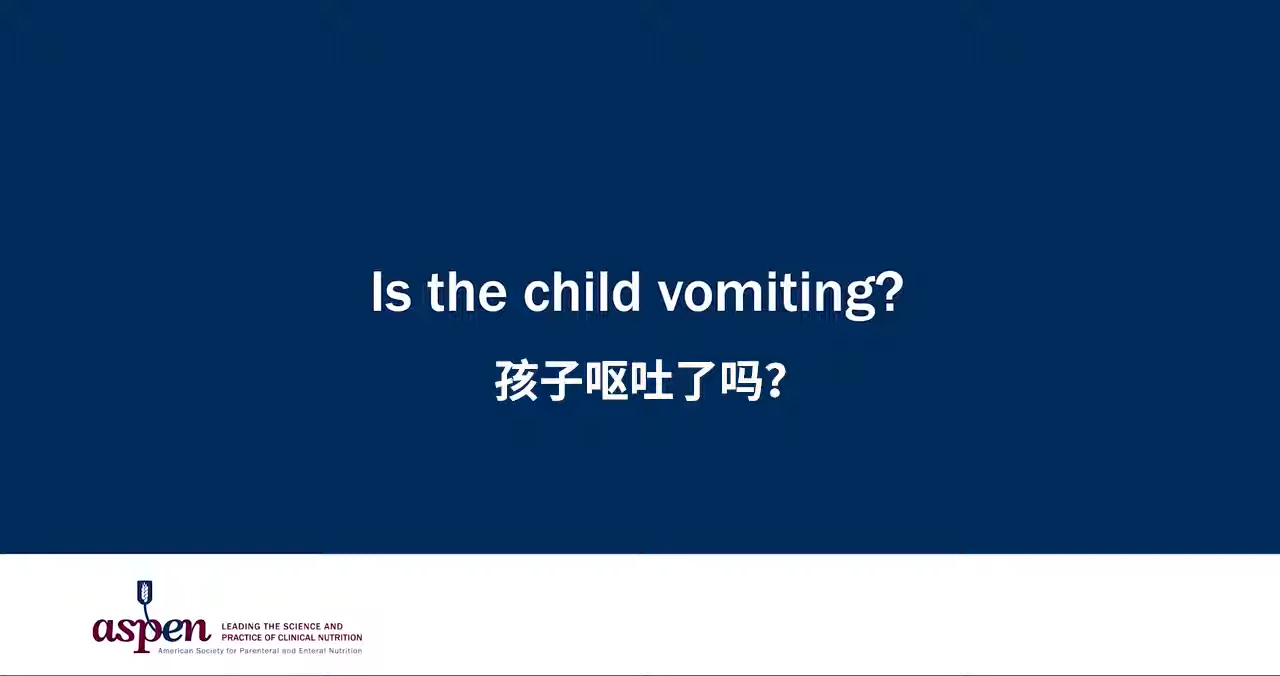 Is the child vomiting?
孩子呕吐了吗?
aspen
LEADING THE SCIENCE AND
PRACTICE OF CLINICAL NUTRITION
American Society for Parenteral and Enteral Nutrition